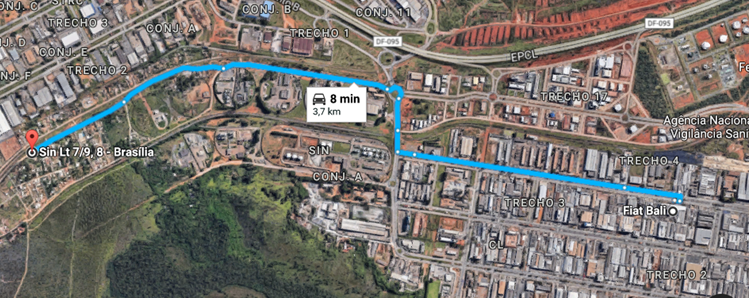 STRC
CONJ. C
CONJ. B
CONJ. 11
TRECHO 3
CONJ. A
TRECHO 1
DF-095
DF-095
EPCL
CONJ. D
CONJ. E
TRECHO 2
CONJ. F
8 min
3,7 km
TRECHO 17
Agência Nacional
Vigilância San
Sin Lt 7/9, 8 - Brasília
SIN
TRECHO 4
CONJ. A
TRECHO 3
Fiat Bali
CL
TRECHO 2